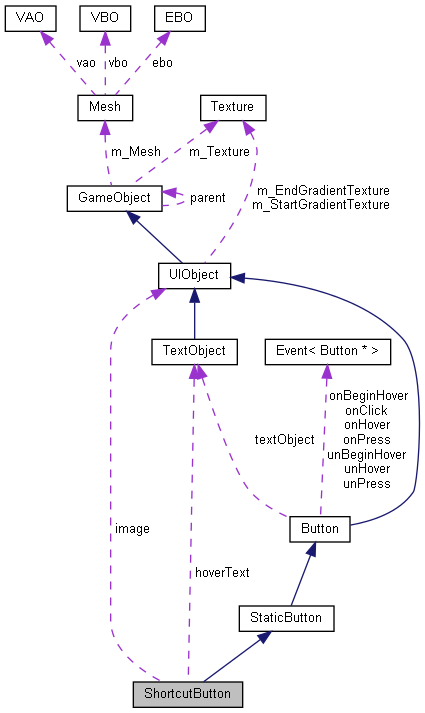 VAO
VBO
EBO
vao
vbo
ebo
Mesh
Texture
m_Mesh
m_Texture
GameObject
parent
m_EndGradientTexture
m_StartGradientTexture
UIObject
TextObject
Event< Button * >
onBeginHover
onClick
onHover
onPress
unBeginHover
unHover
unPress
textObject
image
Button
hoverText
StaticButton
ShortcutButton